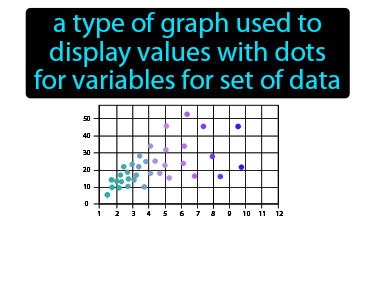 a type of graph used to
display values with dots
for variables for set of data
50
40
30
20
10
0
1 2 3 4 5 6 7 8 9 10 11 12